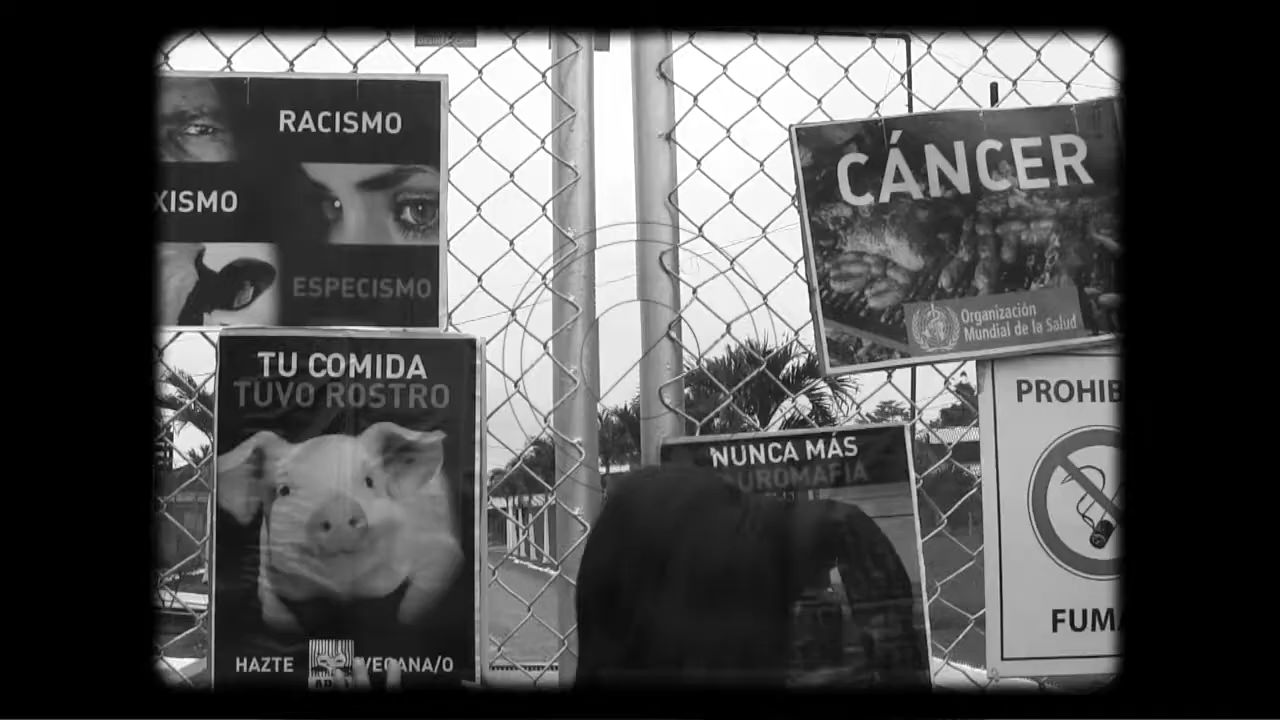 RACISMO
XISMO
ESPECISMO
TU COMIDA
TUVO ROSTRO
HAZTE
VEGANA/O
CÁNCER
Organización
Mundial de la Salud
NUNCA MÁS
UROMAFIA
PROHIB
FUMA